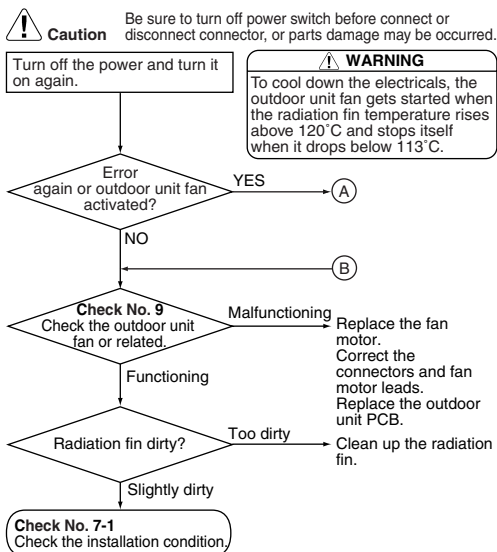 Caution
Be sure to turn off power switch before connect or
disconnect connector, or parts damage may be occurred.
Turn off the power and turn it
on again.
WARNING
To cool down the electricals, the
outdoor unit fan gets started when
the radiation fin temperature rises
above 120˚C and stops itself
when it drops below 113˚C.
Error
again or outdoor unit fan
activated?
YES
A
NO
B
Check No. 9
Check the outdoor unit
fan or related.
Malfunctioning
Replace the fan
motor.
Correct the
connectors and fan
motor leads.
Replace the outdoor
unit PCB.
Functioning
Radiation fin dirty?
Too dirty
Clean up the radiation
fin.
Slightly dirty
Check No. 7-1
Check the installation condition.